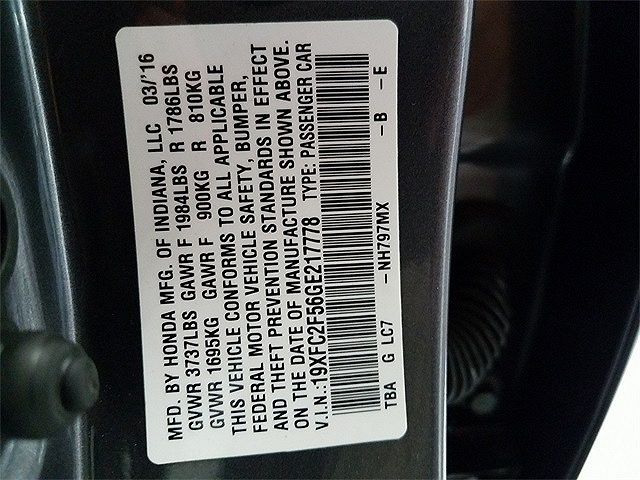 MFD. BY HONDA MFG. OF INDIANA, LLC 03/'16
GVWR 3737LBS GAWR F 1984LBS R 1786LBS
GVWR 1695KG GAWR F 900KG R 810KG
THIS VEHICLE CONFORMS TO ALL APPLICABLE
FEDERAL MOTOR VEHICLE SAFETY, BUMPER,
AND THEFT PREVENTION STANDARDS IN EFFECT
ON THE DATE OF MANUFACTURE SHOWN ABOVE.
V.I.N.:19XFC2F56GE217778 TYPE: PASSENGER CAR
TBA G LC7 - NH797MX - B - E